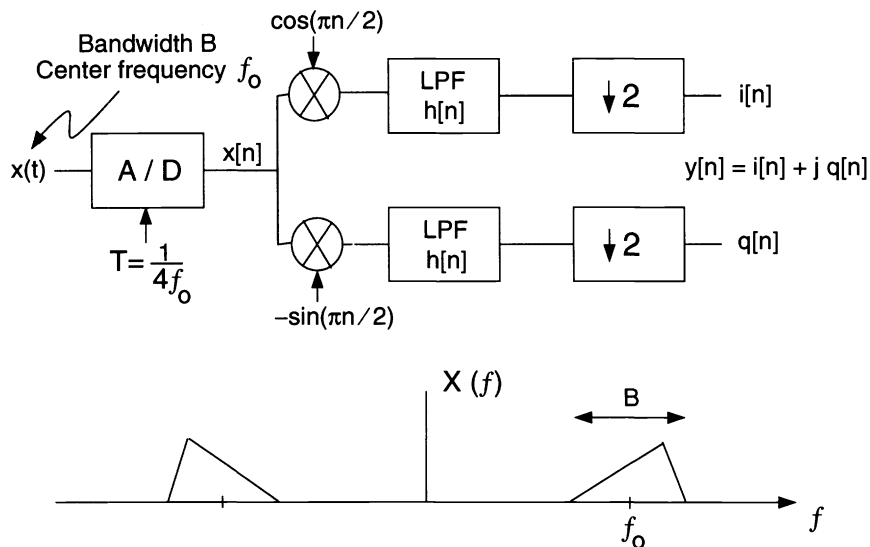 cos(πn/2)
Bandwidth B
Center frequency f_o
LPF
h[n]
↓2
i[n]
x(t)
A / D
x[n]
y[n] = i[n] + j q[n]
T = 1/4f_o
LPF
h[n]
↓2
q[n]
–sin(πn/2)
X (f)
B
f_o
f